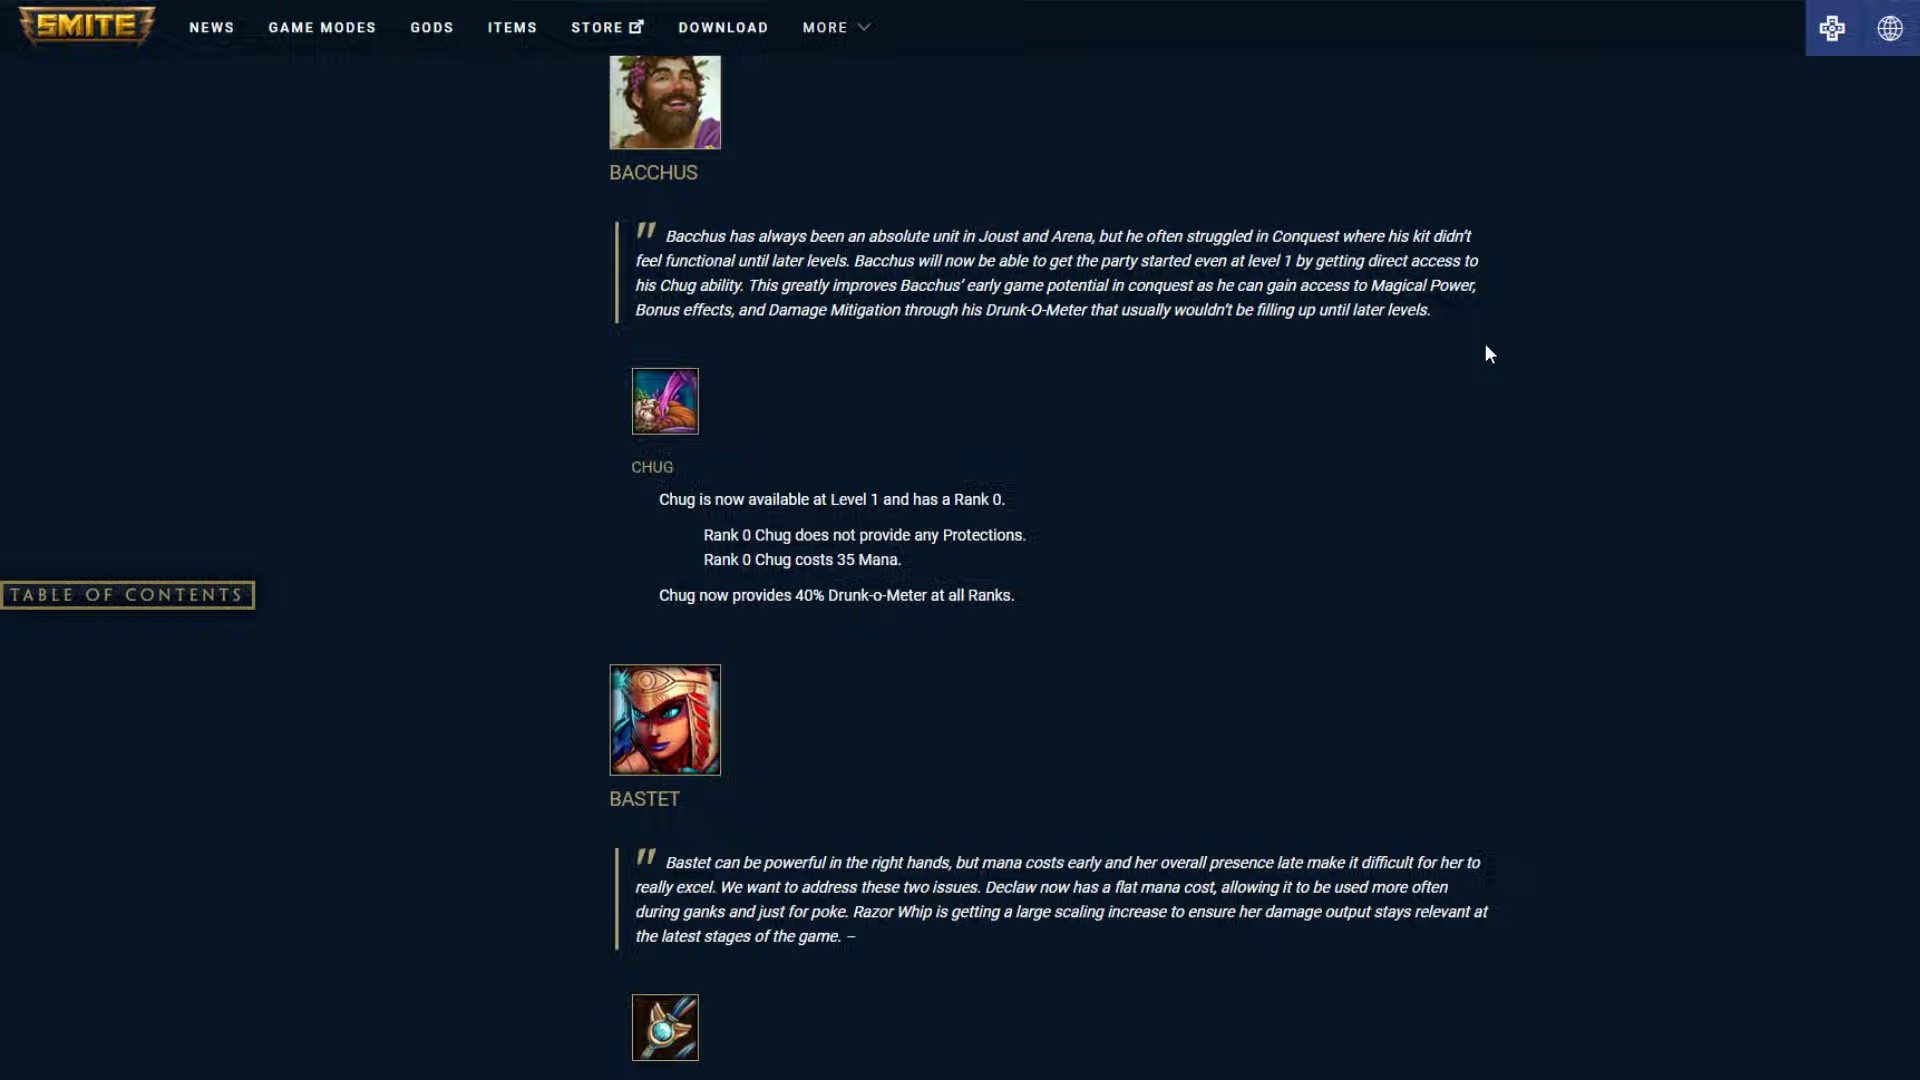 SMITE
NEWS
GAME MODES
GODS
ITEMS
STORE
DOWNLOAD
MORE
BACCHUS
" Bacchus has always been an absolute unit in Joust and Arena, but he often struggled in Conquest where his kit didn't
feel functional until later levels. Bacchus will now be able to get the party started even at level 1 by getting direct access to
his Chug ability. This greatly improves Bacchus' early game potential in conquest as he can gain access to Magical Power,
Bonus effects, and Damage Mitigation through his Drunk-O-Meter that usually wouldn't be filling up until later levels.
CHUG
Chug is now available at Level 1 and has a Rank 0.
Rank 0 Chug does not provide any Protections.
Rank 0 Chug costs 35 Mana.
TABLE OF CONTENTS
Chug now provides 40% Drunk-o-Meter at all Ranks.
BASTET
" Bastet can be powerful in the right hands, but mana costs early and her overall presence late make it difficult for her to
really excel. We want to address these two issues. Declaw now has a flat mana cost, allowing it to be used more often
during ganks and just for poke. Razor Whip is getting a large scaling increase to ensure her damage output stays relevant at
the latest stages of the game. –